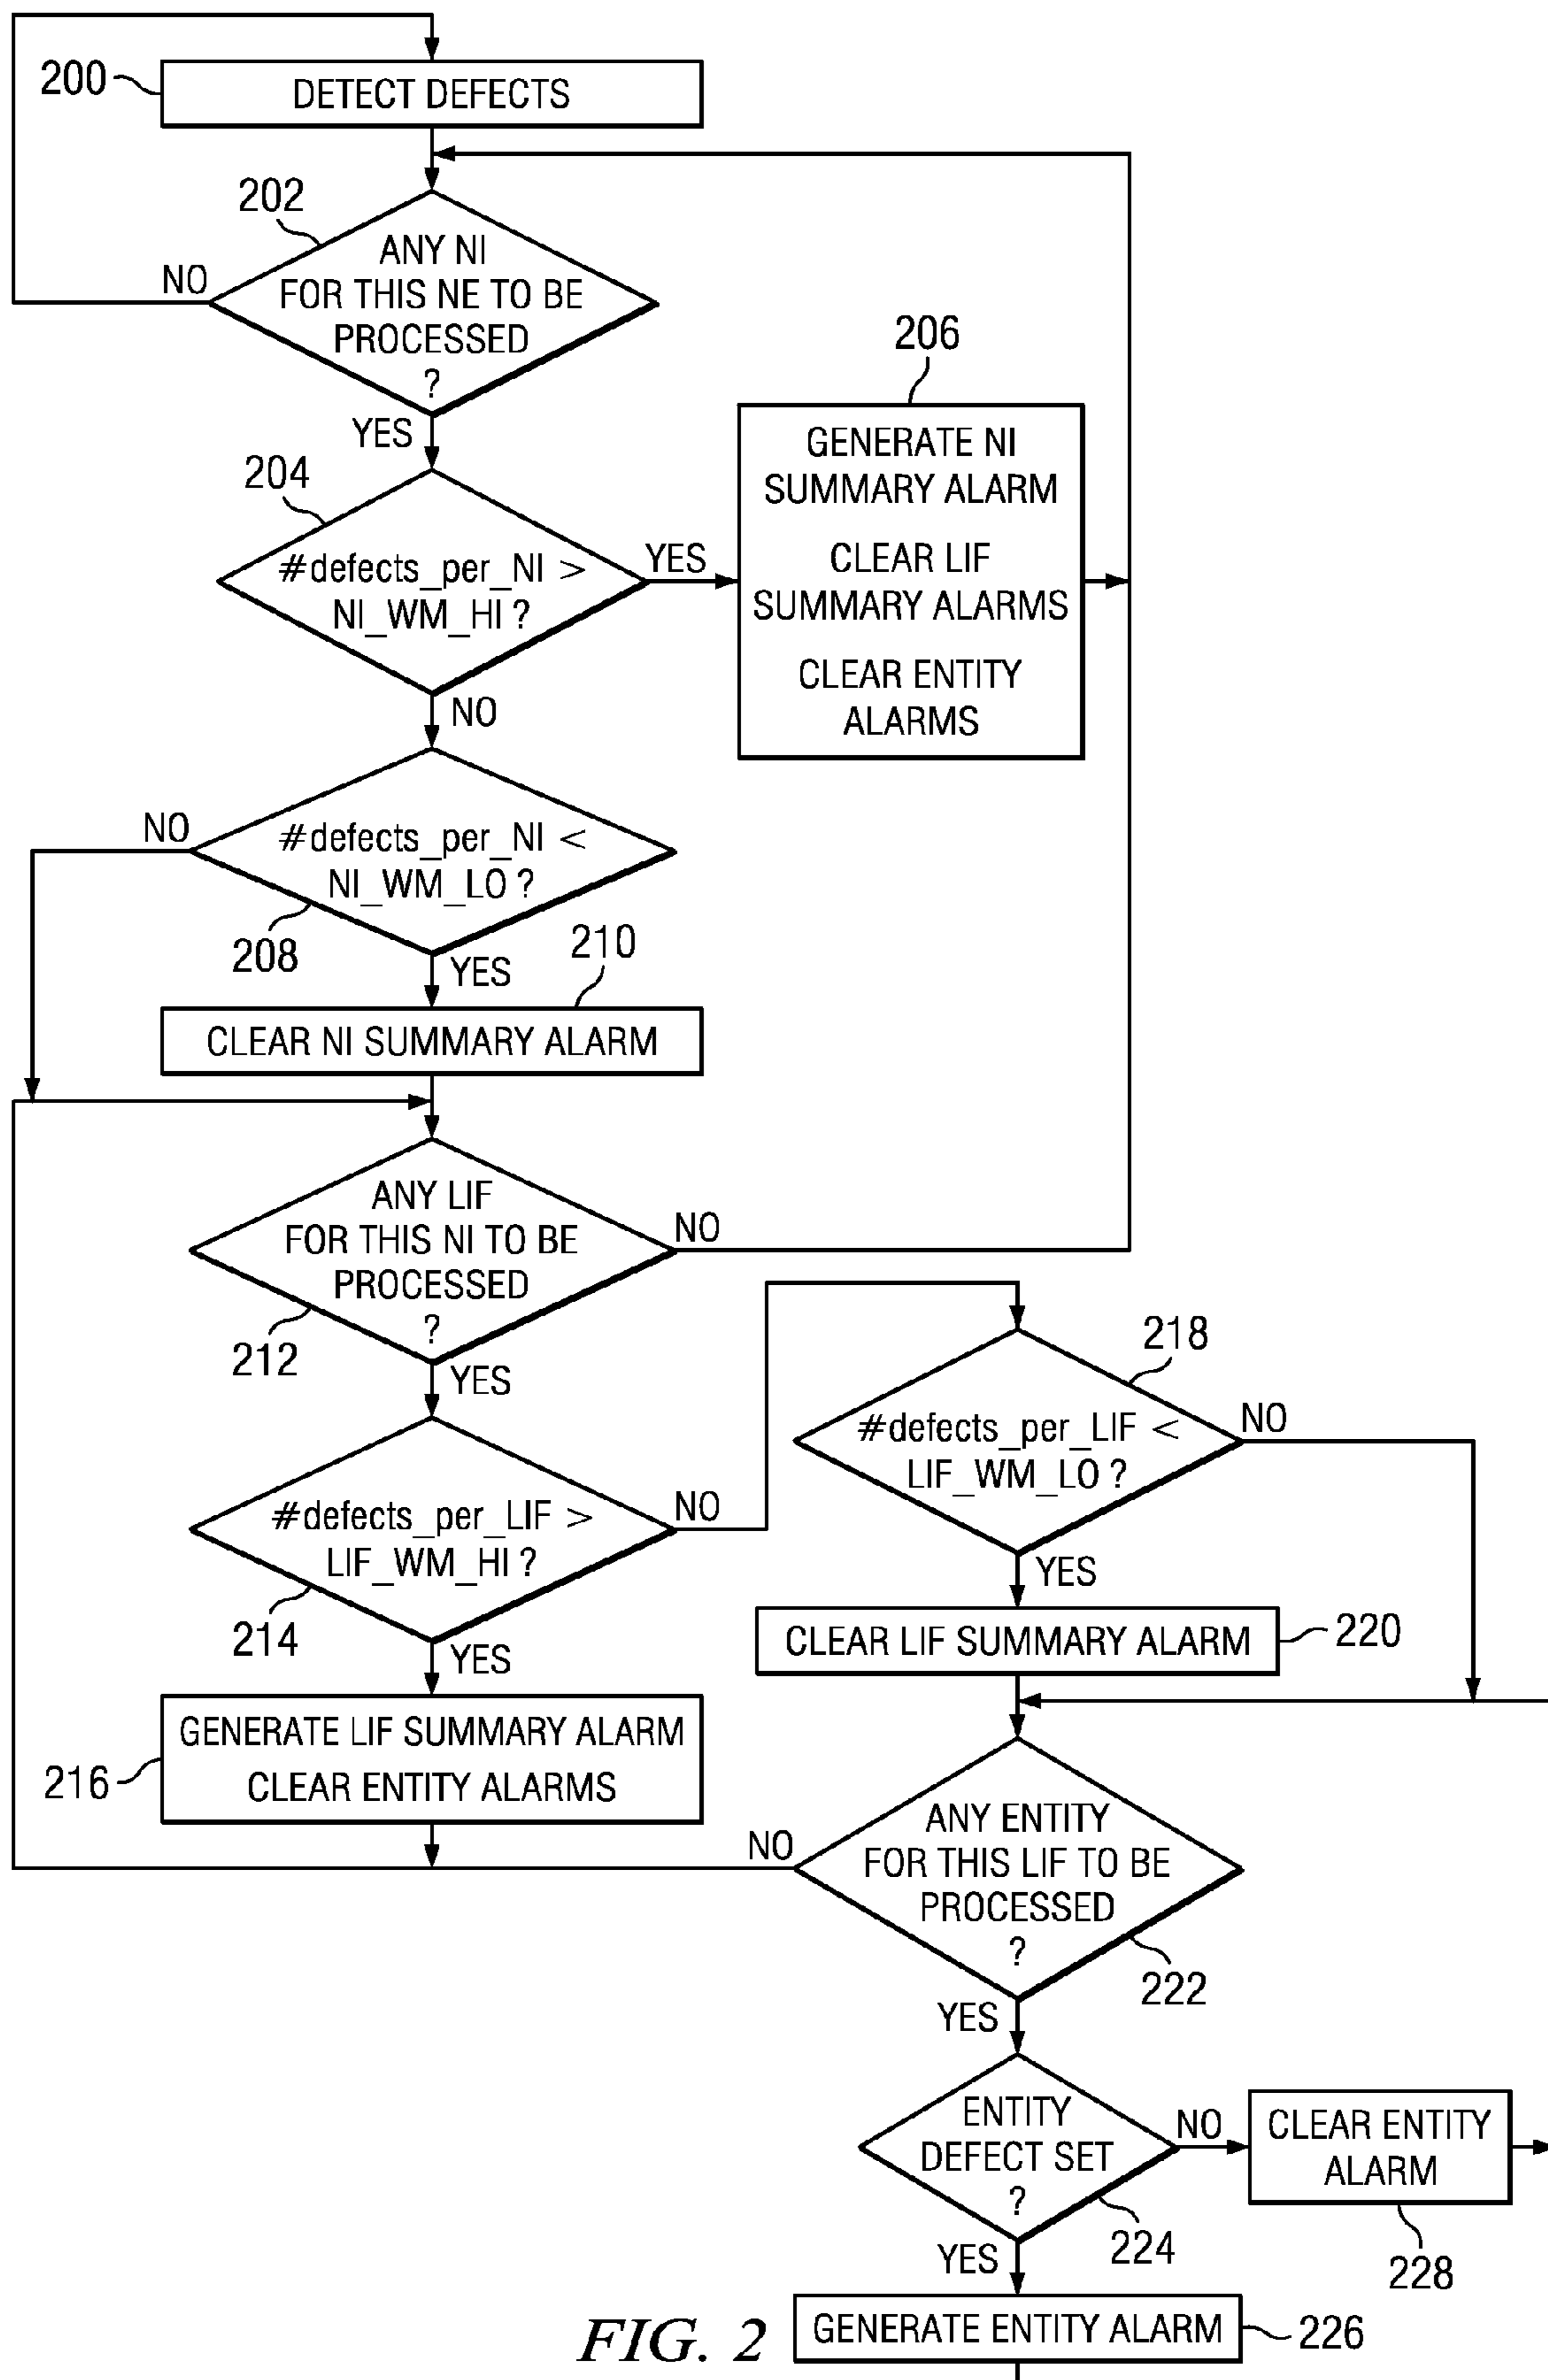 200
DETECT DEFECTS
202
ANY NI
FOR THIS NE TO BE
PROCESSED
?
NO
YES
204
#defects_per_NI >
NI_WM_HI ?
YES
NO
206
GENERATE NI
SUMMARY ALARM
CLEAR LIF
SUMMARY ALARMS
CLEAR ENTITY
ALARMS
NO
#defects_per_NI <
NI_WM_LO ?
208
YES
210
CLEAR NI SUMMARY ALARM
ANY LIF
FOR THIS NI TO BE
PROCESSED
?
NO
212
YES
#defects_per_LIF >
LIF_WM_HI ?
NO
214
YES
GENERATE LIF SUMMARY ALARM
CLEAR ENTITY ALARMS
216
218
#defects_per_LIF <
LIF_WM_LO ?
NO
YES
CLEAR LIF SUMMARY ALARM
220
NO
ANY ENTITY
FOR THIS LIF TO BE
PROCESSED
?
222
YES
ENTITY
DEFECT SET
?
NO
224
CLEAR ENTITY
ALARM
228
YES
GENERATE ENTITY ALARM
226
FIG. 2